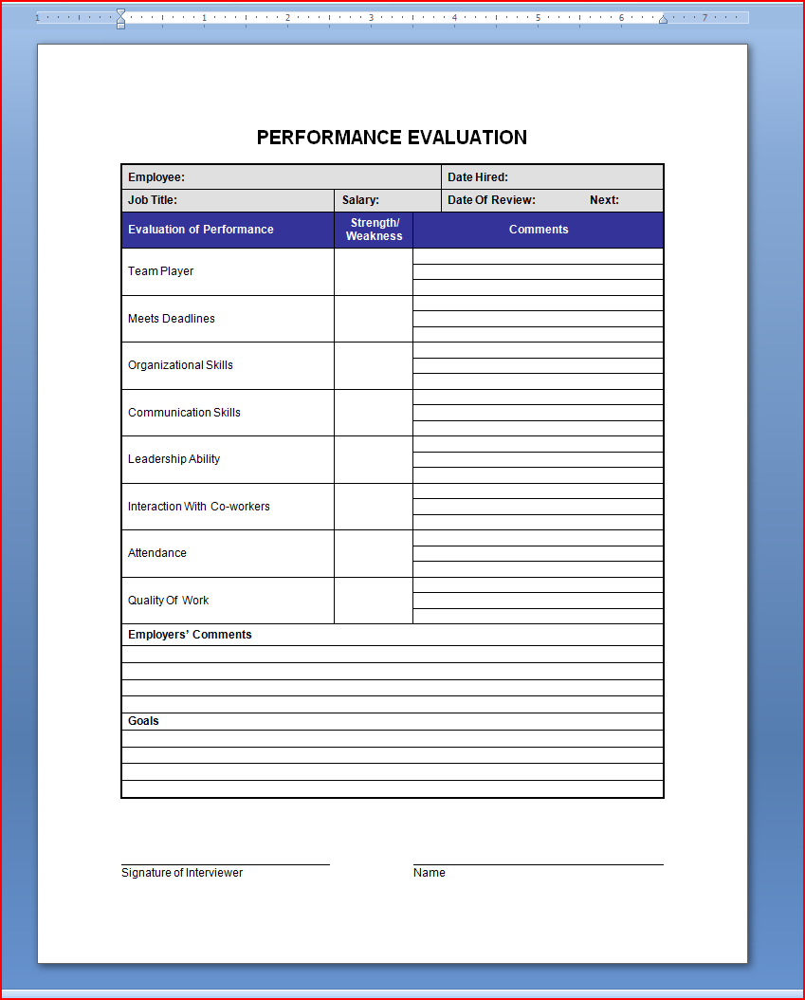 1 1 2 3 4 5 6 7
PERFORMANCE EVALUATION
Employee: Date Hired:
Job Title: Salary: Date Of Review: Next:
Evaluation of Performance Strength/ Comments
Weakness
Team Player
Meets Deadlines
Organizational Skills
Communication Skills
Leadership Ability
Interaction With Co-workers
Attendance
Quality Of Work
Employers’ Comments
Goals
Signature of Interviewer Name